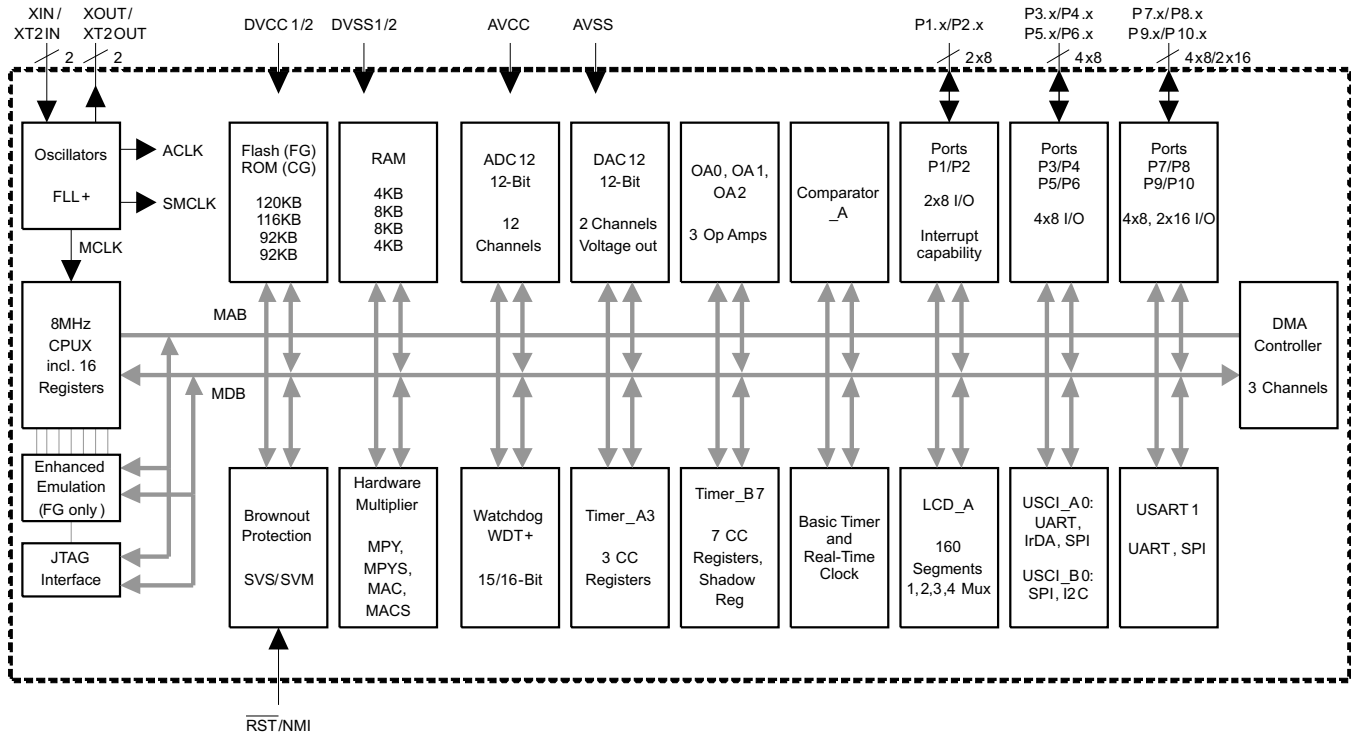 XIN/
XT2IN
XOUT/
XT2OUT
DVCC1/2
DVSS1/2
AVCC
AVSS
P1.x/P2.x
P3.x/P4.x
P5.x/P6.x
P7.x/P8.x
P9.x/P10.x
2
2
2x8
4x8
4x8/2x16
Oscillators
FLL+
ACLK
SMCLK
MCLK
Flash (FG)
ROM (CG)
120KB
116KB
92KB
92KB
RAM
4KB
8KB
8KB
4KB
ADC12
12-Bit
12
Channels
DAC12
12-Bit
2 Channels
Voltage out
OA0, OA1,
OA2
3 Op Amps
Comparator
_A
Ports
P1/P2
2x8 I/O
Interrupt
capability
Ports
P3/P4
P5/P6
4x8 I/O
Ports
P7/P8
P9/P10
4x8, 2x16 I/O
8MHz
CPUX
incl. 16
Registers
MAB
MDB
DMA
Controller
3 Channels
Enhanced
Emulation
(FG only)
JTAG
Interface
Brownout
Protection
SVS/SVM
Hardware
Multiplier
MPY,
MPYS,
MAC,
MACS
Watchdog
WDT+
15/16-Bit
Timer_A3
3 CC
Registers
Timer_B7
7 CC
Registers,
Shadow
Reg
Basic Timer
and
Real-Time
Clock
LCD_A
160
Segments
1,2,3,4 Mux
USCI_A0:
UART,
IrDA, SPI
USCI_B0:
SPI, I2C
USART1
UART, SPI
RST/NMI